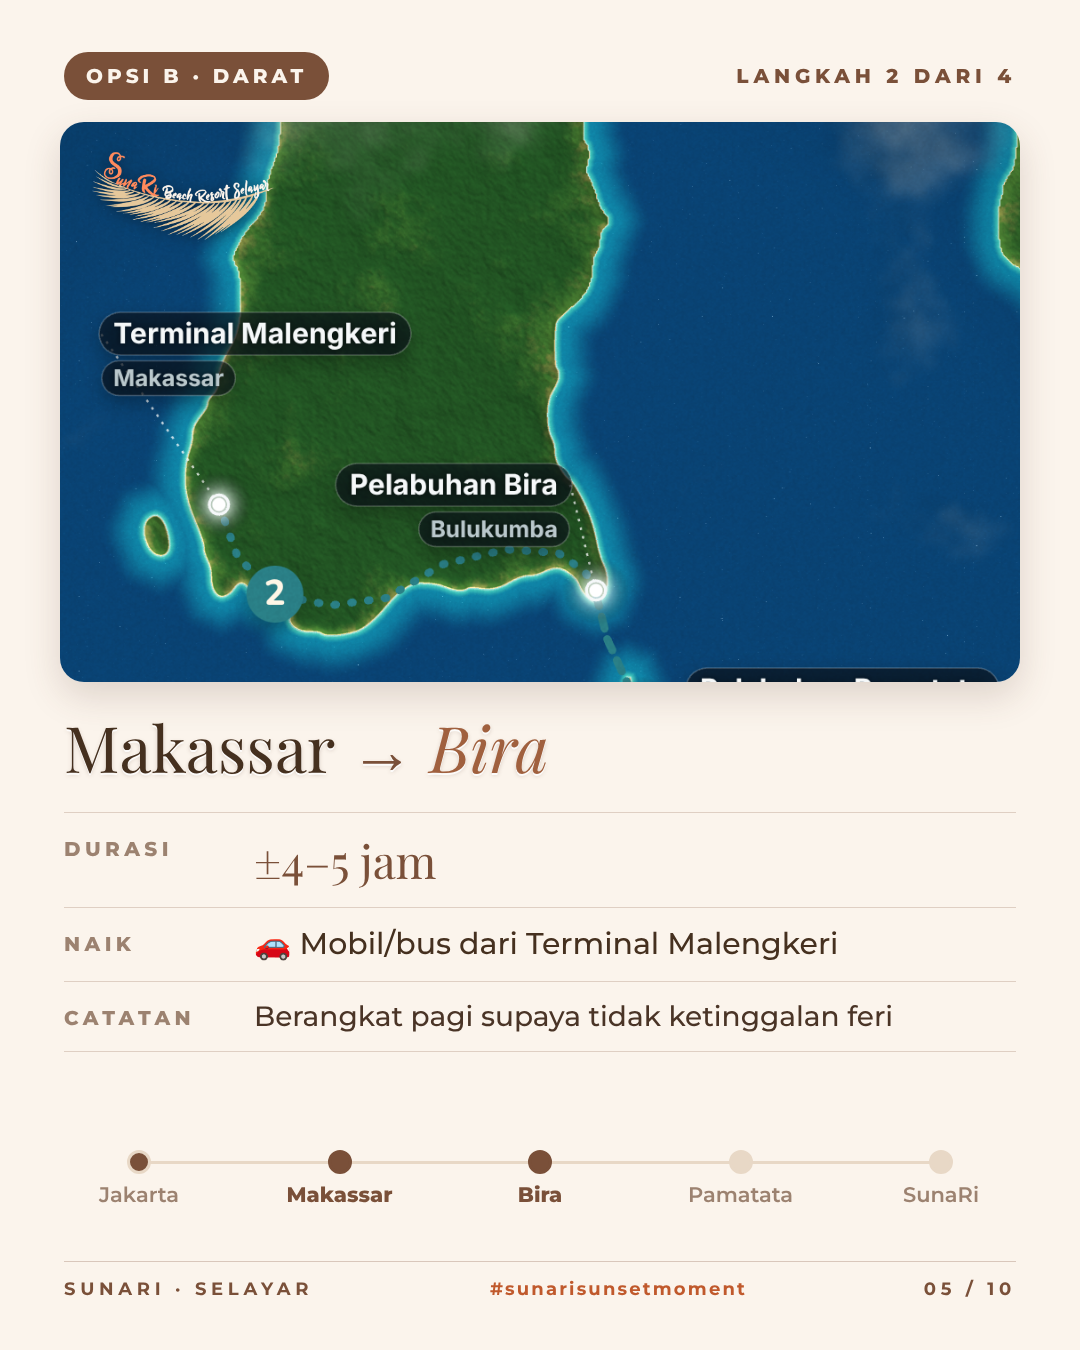 OPSI B · DARAT
LANGKAH 2 DARI 4
SunaRi Beach Resort Selayar
Terminal Malengkeri
Makassar
Pelabuhan Bira
Bulukumba
2
Makassar → Bira
DURASI
±4–5 jam
NAIK
🚗 Mobil/bus dari Terminal Malengkeri
CATATAN
Berangkat pagi supaya tidak ketinggalan feri
Jakarta
Makassar
Bira
Pamatata
SunaRi
SUNARI · SELAYAR
#sunarisunsetmoment
05 / 10